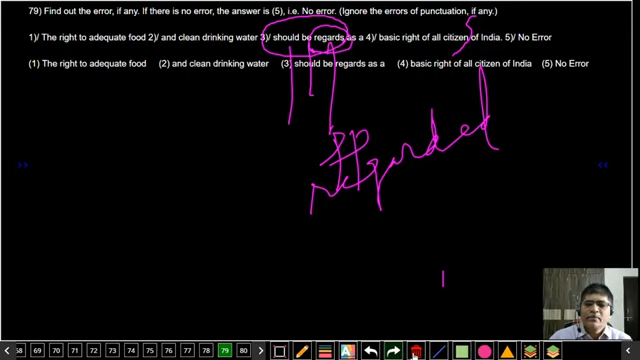 79) Find out the error, if any. If there is no error, the answer is (5), i.e. No error. (Ignore the errors of punctuation, if any.)
1)/ The right to adequate food 2)/ and clean drinking water 3)/ should be regards as a 4)/ basic right of all citizen of India. 5)/ No Error
(1) The right to adequate food (2) and clean drinking water (3) should be regards as a (4) basic right of all citizen of India (5) No Error
regarded
68 69 70 71 72 73 74 75 76 77 78 79 80 81